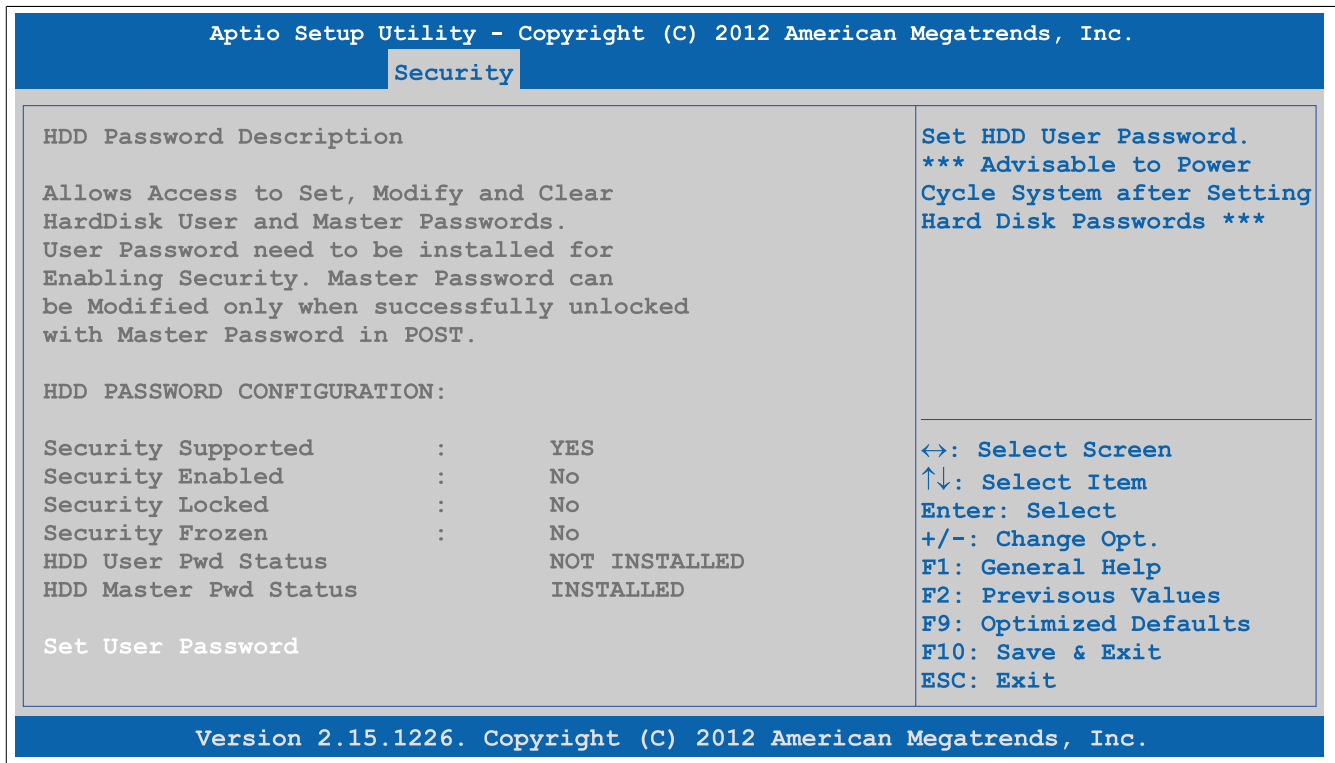 Aptio Setup Utility - Copyright (C) 2012 American Megatrends, Inc.
Security
HDD Password Description
Allows Access to Set, Modify and Clear
HardDisk User and Master Passwords.
User Password need to be installed for
Enabling Security. Master Password can
be Modified only when successfully unlocked
with Master Password in POST.
HDD PASSWORD CONFIGURATION:
Security Supported : YES
Security Enabled : No
Security Locked : No
Security Frozen : No
HDD User Pwd Status NOT INSTALLED
HDD Master Pwd Status INSTALLED
Set User Password
Set HDD User Password.
*** Advisable to Power
Cycle System after Setting
Hard Disk Passwords ***
↔: Select Screen
↑↓: Select Item
Enter: Select
+/-: Change Opt.
F1: General Help
F2: Previsous Values
F9: Optimized Defaults
F10: Save & Exit
ESC: Exit
Version 2.15.1226. Copyright (C) 2012 American Megatrends, Inc.